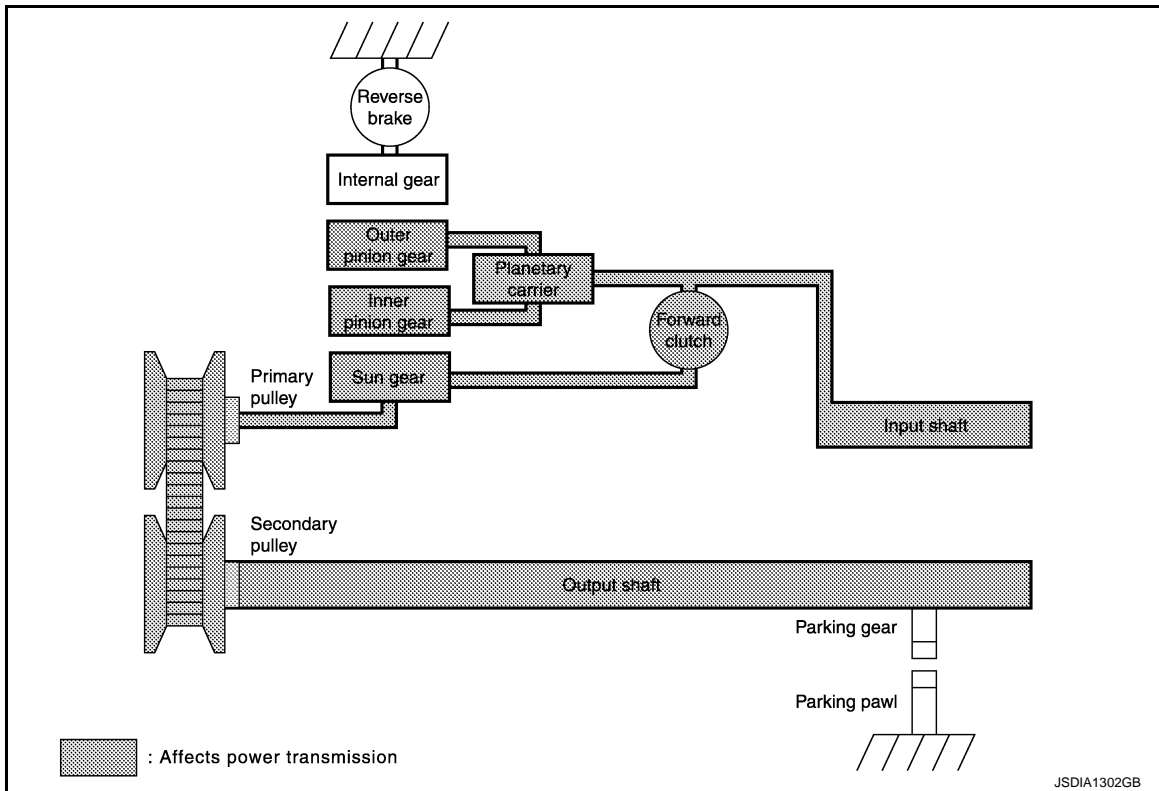 Reverse
brake
Internal gear
Outer
pinion gear
Planetary
carrier
Inner
pinion gear
Forward
clutch
Sun gear
Primary
pulley
Input shaft
Secondary
pulley
Output shaft
Parking gear
Parking pawl
: Affects power transmission
JSDIA1302GB